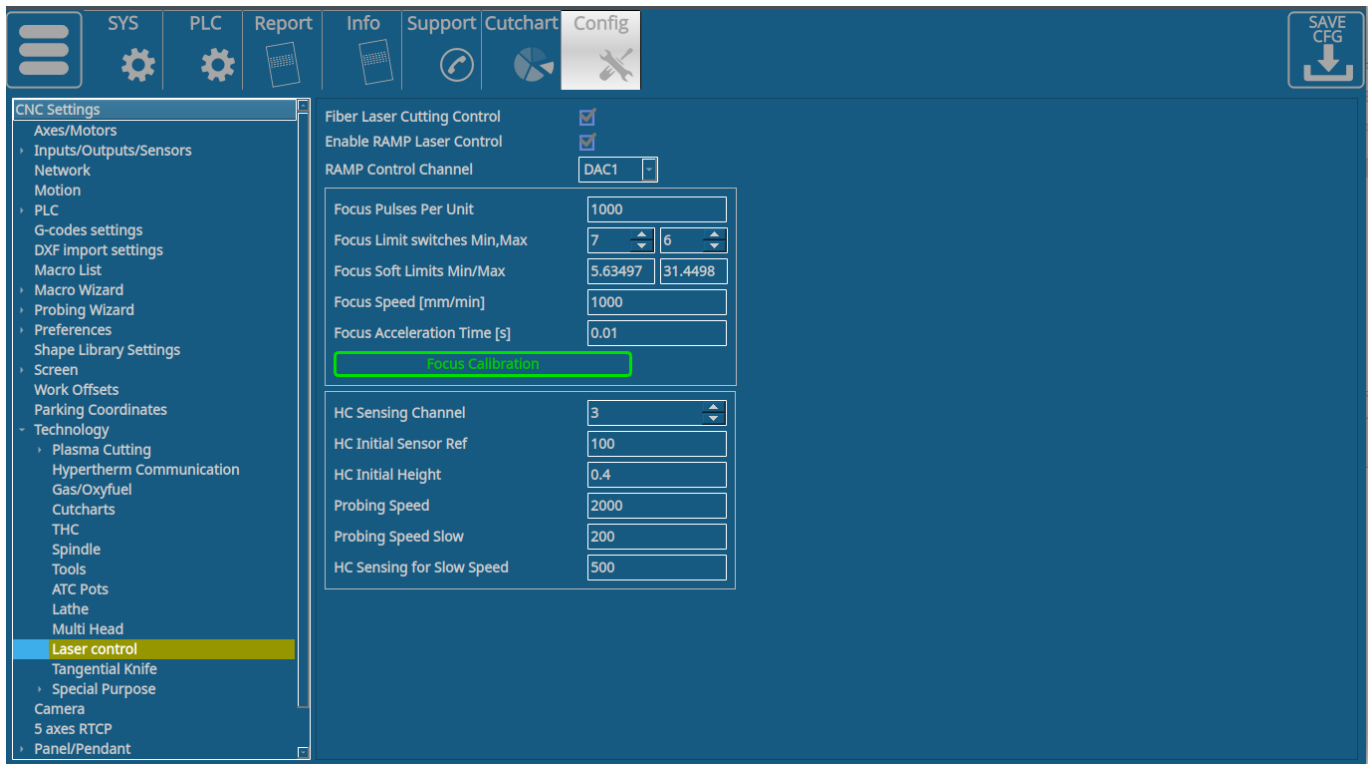 SYS PLC Report Info Support Cutchart Config
SAVE
CFG
CNC Settings
Axes/Motors
Inputs/Outputs/Sensors
Network
Motion
PLC
G-codes settings
DXF import settings
Macro List
Macro Wizard
Probing Wizard
Preferences
Shape Library Settings
Screen
Work Offsets
Parking Coordinates
Technology
Plasma Cutting
Hypertherm Communication
Gas/Oxyfuel
Cutcharts
THC
Spindle
Tools
ATC Pots
Lathe
Multi Head
Laser control
Tangential Knife
Special Purpose
Camera
5 axes RTCP
Panel/Pendant
Fiber Laser Cutting Control
Enable RAMP Laser Control
RAMP Control Channel DAC1
Focus Pulses Per Unit 1000
Focus Limit switches Min,Max 7 6
Focus Soft Limits Min/Max 5.63497 31.4498
Focus Speed [mm/min] 1000
Focus Acceleration Time [s] 0.01
Focus Calibration
HC Sensing Channel 3
HC Initial Sensor Ref 100
HC Initial Height 0.4
Probing Speed 2000
Probing Speed Slow 200
HC Sensing for Slow Speed 500